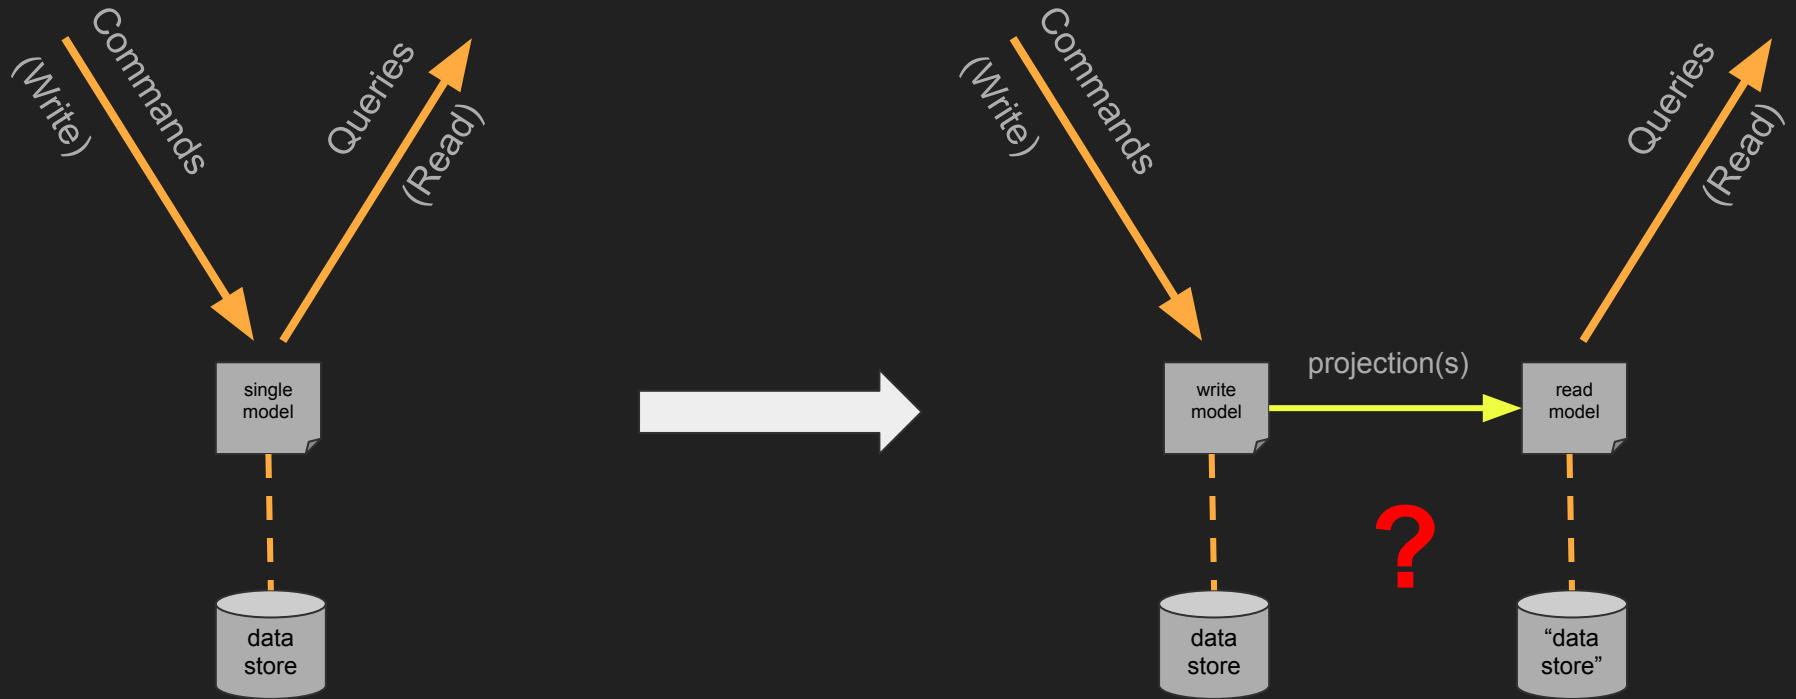 Commands
(Write)
Queries
(Read)
single
model
data
store
Commands
(Write)
Queries
(Read)
projection(s)
write
model
read
model
?
data
store
“data
store”